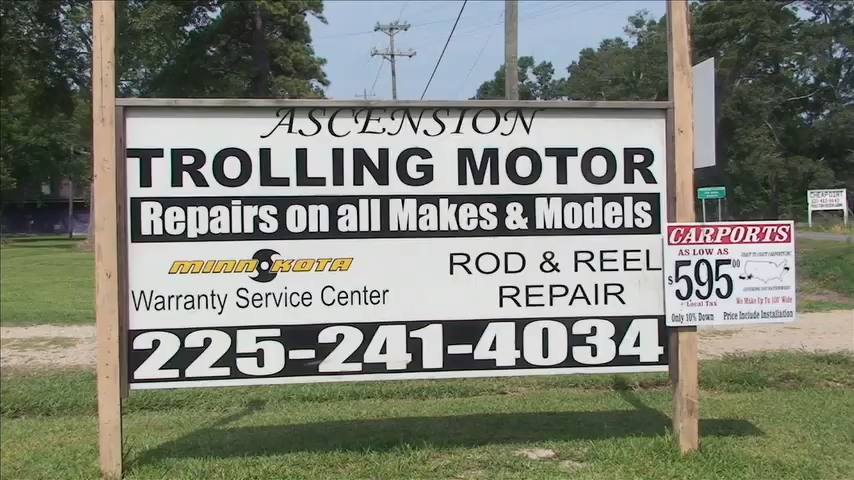 ASCENSION
TROLLING MOTOR
Repairs on all Makes & Models
MINN KOTA
Warranty Service Center
ROD & REEL
REPAIR
225-241-4034
CARPORTS
AS LOW AS
$595.00
+ Local Tax
We Make Up To 100' Wide
Only 10% Down
Price Include Installation